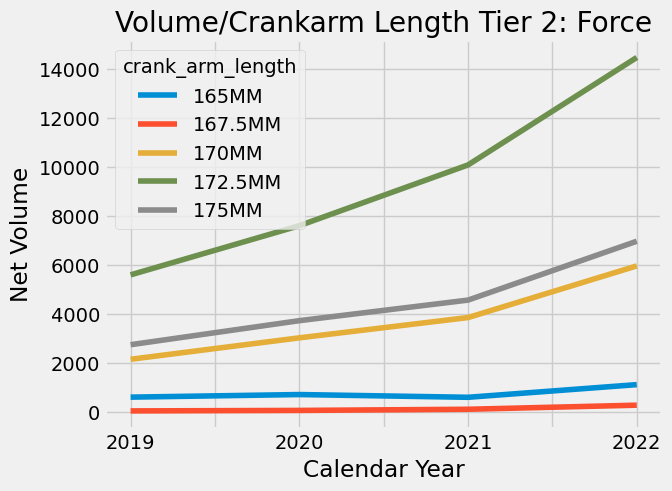 Volume/Crankarm Length Tier 2: Force
crank_arm_length
165MM
167.5MM
170MM
172.5MM
175MM
14000
12000
10000
8000
6000
4000
2000
0
Net Volume
2019 2020 2021 2022
Calendar Year